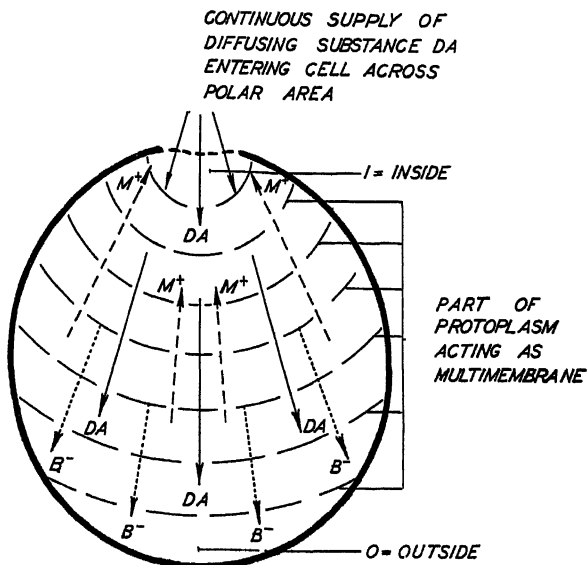 CONTINUOUS SUPPLY OF
DIFFUSING SUBSTANCE DA
ENTERING CELL ACROSS
POLAR AREA
I = INSIDE
M+
M+
DA
M+
M+
PART OF
PROTOPLASM
ACTING AS
MULTIMEMBRANE
DA
DA
B-
B-
DA
B-
B-
O = OUTSIDE